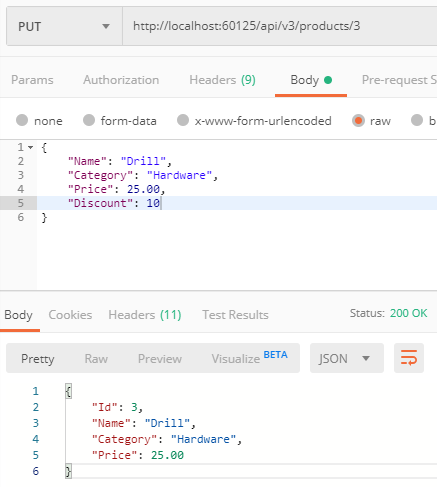 PUT http://localhost:60125/api/v3/products/3
Params Authorization Headers (9) Body Pre-request S
none form-data x-www-form-urlencoded raw b
1 {
2 "Name": "Drill",
3 "Category": "Hardware",
4 "Price": 25.00,
5 "Discount": 10
6 }
Body Cookies Headers (11) Test Results Status: 200 OK
Pretty Raw Preview Visualize BETA JSON
1 {
2 "Id": 3,
3 "Name": "Drill",
4 "Category": "Hardware",
5 "Price": 25.00
6 }